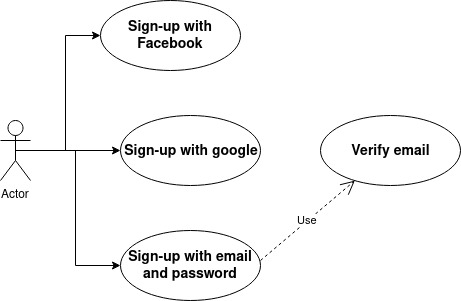 Sign-up with
Facebook
Sign-up with google
Verify email
Actor
Use
Sign-up with email
and password